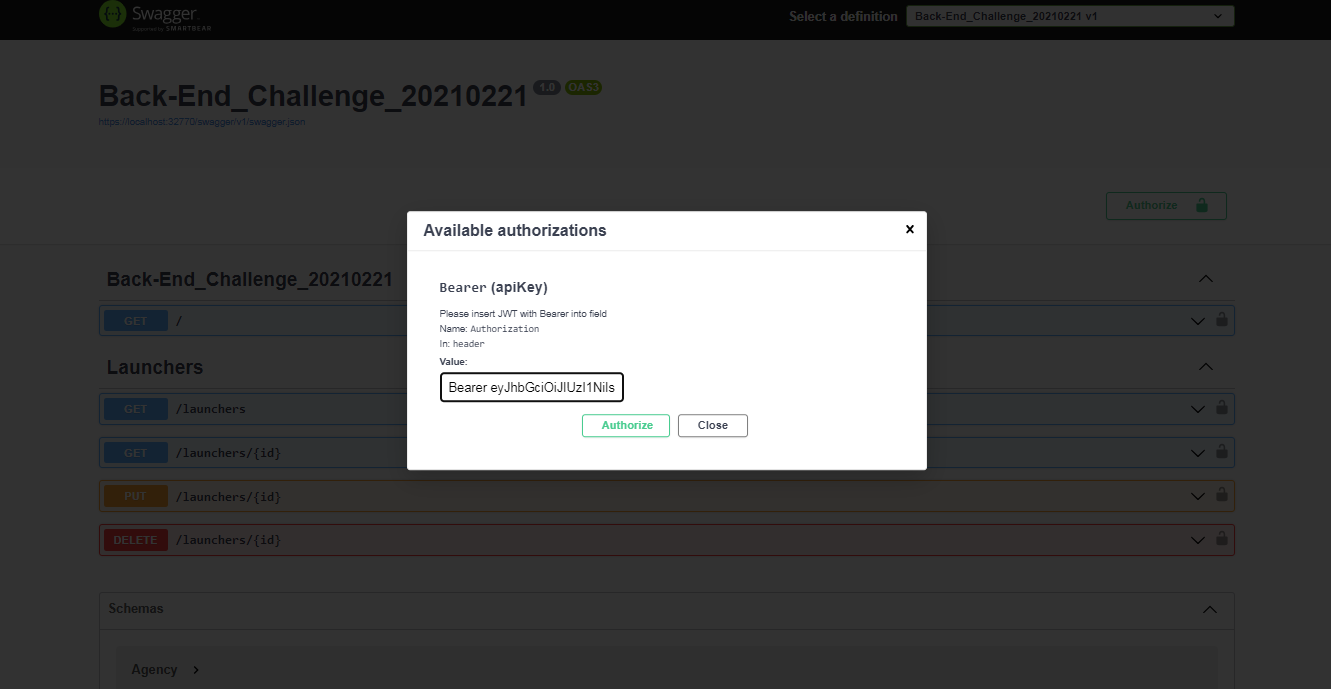 Swagger.
Supported by SMARTBEAR
Select a definition
Back-End_Challenge_20210221 v1
Back-End_Challenge_20210221 1.0 OAS3
https://localhost:32770/swagger/v1/swagger.json
Authorize
Available authorizations
Bearer (apiKey)
Please insert JWT with Bearer into field
Name: Authorization
In: header
Value:
Bearer eyJhbGciOiJIUzI1NiIs
Authorize Close
Back-End_Challenge_20210221
GET /
Launchers
GET /launchers
GET /launchers/{id}
PUT /launchers/{id}
DELETE /launchers/{id}
Schemas
Agency